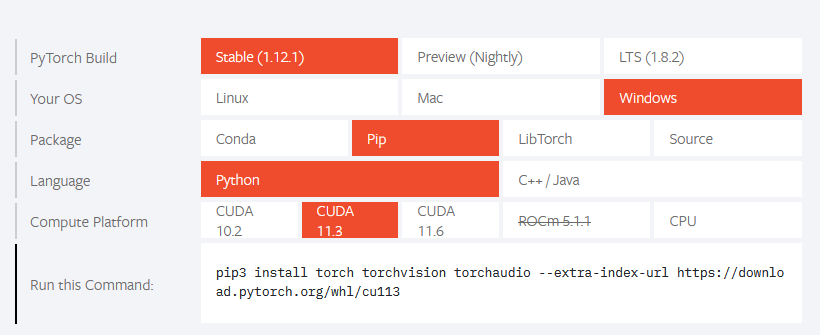 PyTorch Build
Stable (1.12.1)
Preview (Nightly)
LTS (1.8.2)
Your OS
Linux
Mac
Windows
Package
Conda
Pip
LibTorch
Source
Language
Python
C++ / Java
Compute Platform
CUDA
10.2
CUDA
11.3
CUDA
11.6
ROCm 5.1.1
CPU
Run this Command:
pip3 install torch torchvision torchaudio --extra-index-url https://downlo
ad.pytorch.org/whl/cu113